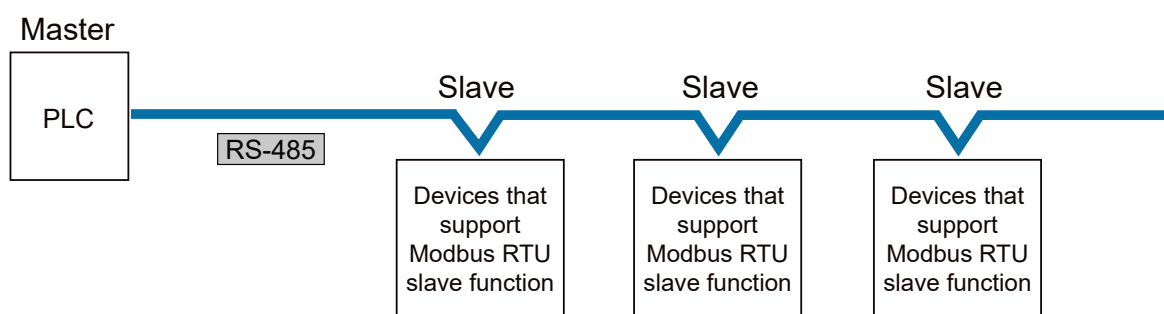 Master
PLC
RS-485
Slave
Slave
Slave
Devices that
support
Modbus RTU
slave function
Devices that
support
Modbus RTU
slave function
Devices that
support
Modbus RTU
slave function